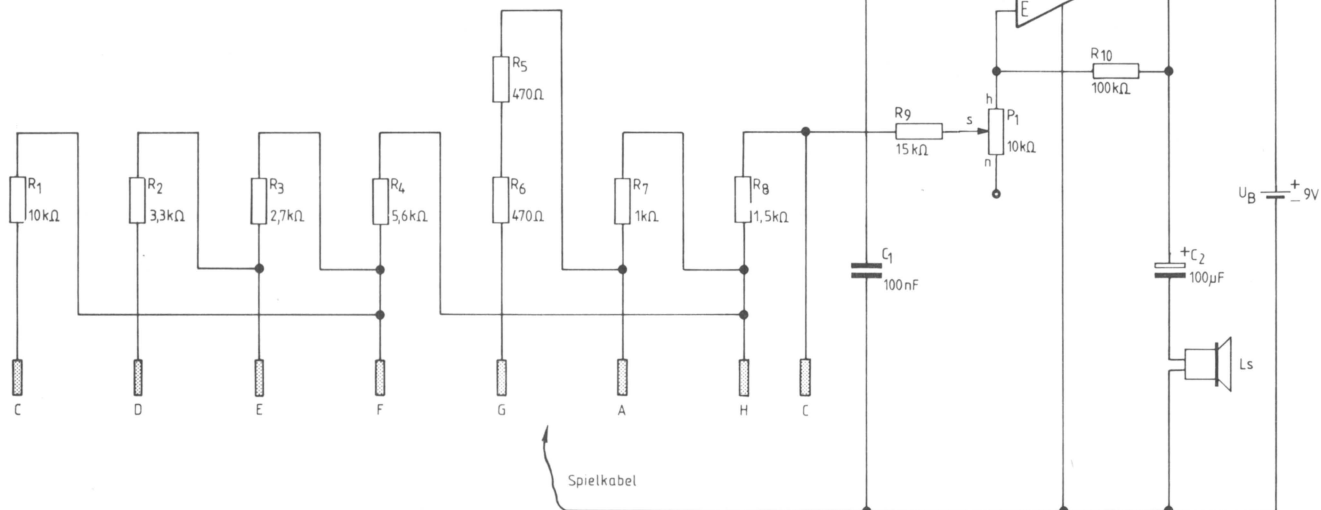 E
R10
100kΩ
R5
470Ω
R9
15kΩ
s
h
P1
10kΩ
n
R1
10kΩ
R2
3,3kΩ
R3
2,7kΩ
R4
5,6kΩ
R6
470Ω
R7
1kΩ
R8
1,5kΩ
UB
+
–
9V
C1
100nF
+C2
100µF
Ls
C
D
E
F
G
A
H
C
Spielkabel